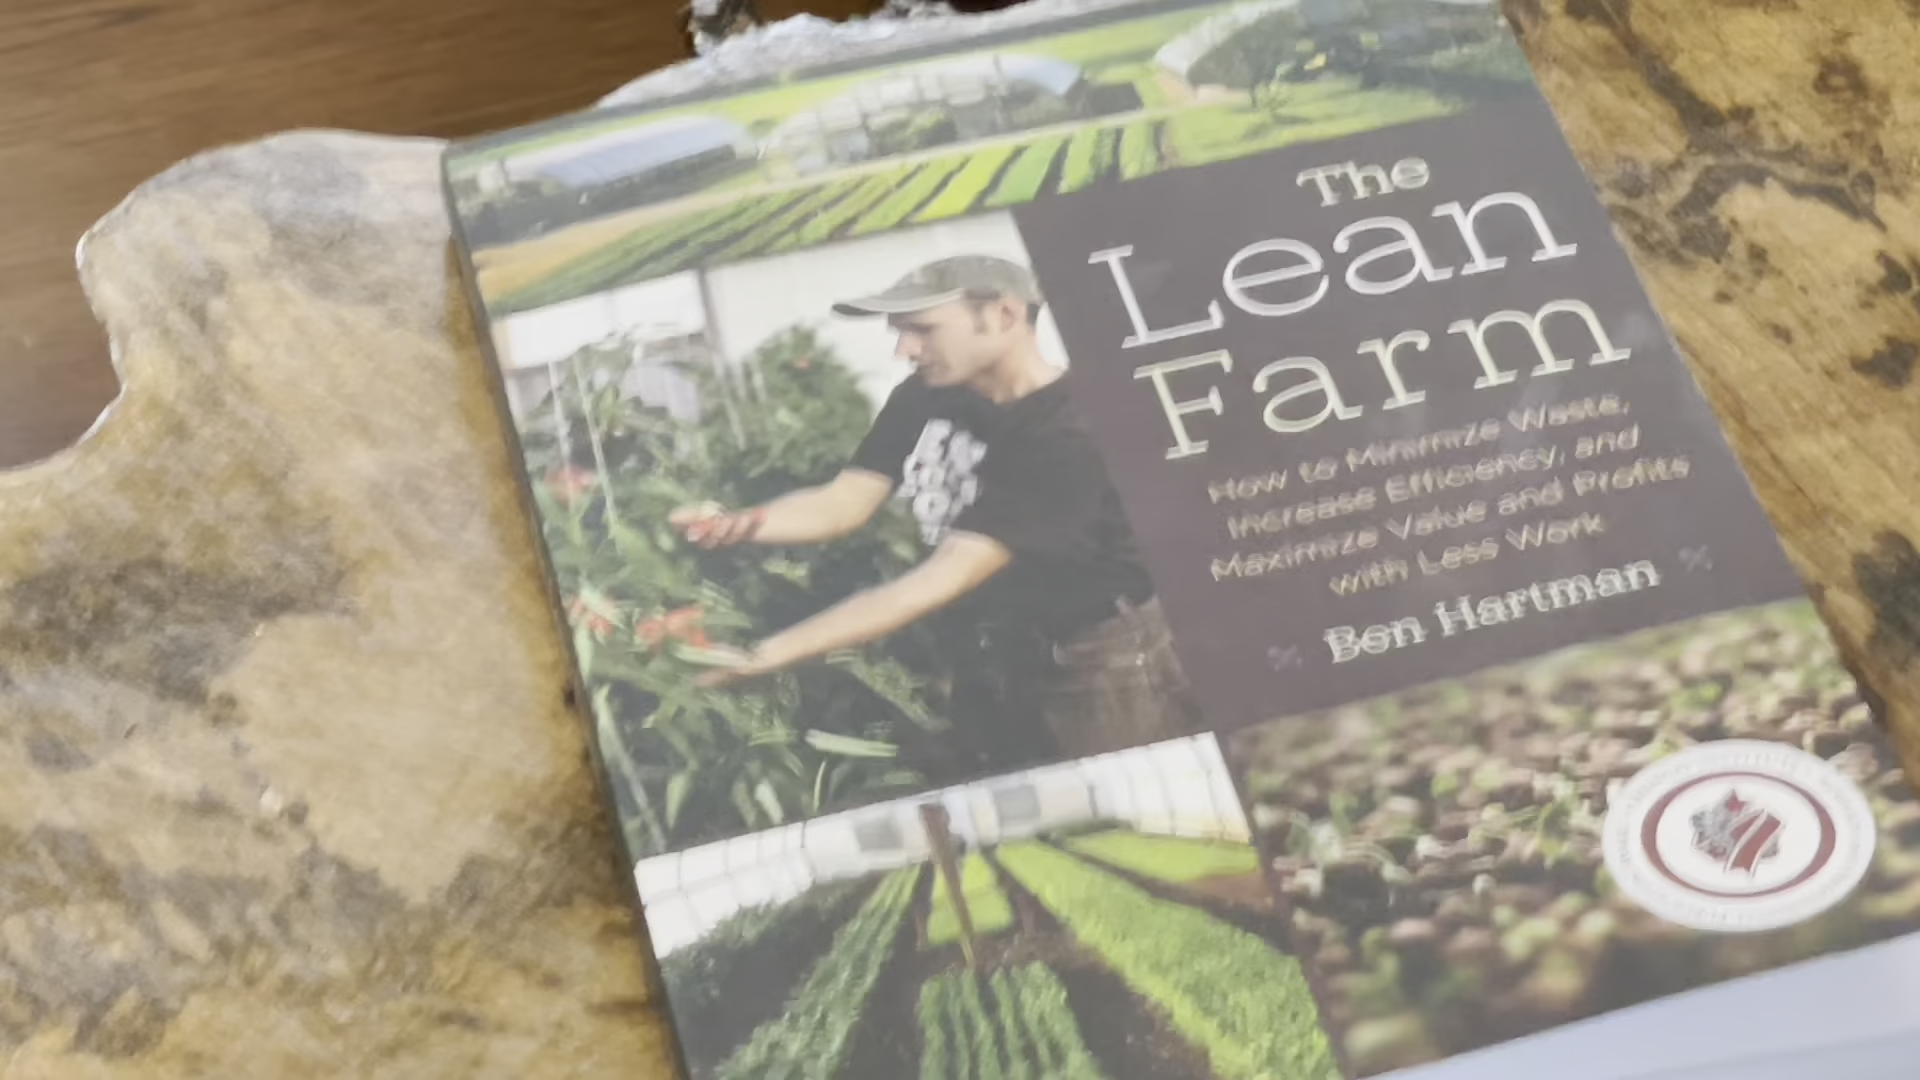 The
Lean
Farm
How to Minimize Waste,
Increase Efficiency, and
Maximize Value and Profits
with Less Work
Ben Hartman